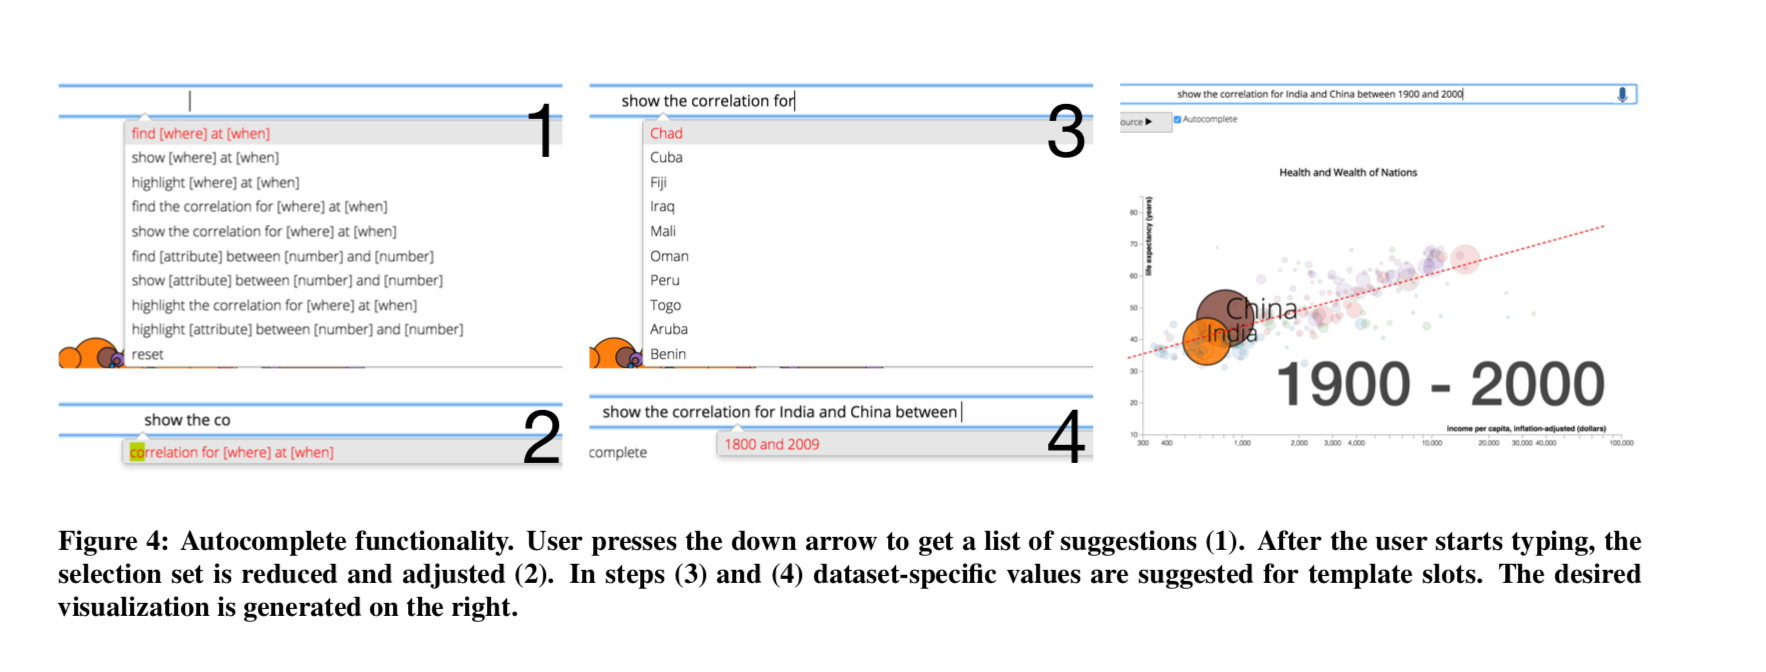 find [where] at [when]
show [where] at [when]
highlight [where] at [when]
find the correlation for [where] at [when]
show the correlation for [where] at [when]
find [attribute] between [number] and [number]
show [attribute] between [number] and [number]
highlight the correlation for [where] at [when]
highlight [attribute] between [number] and [number]
reset
1
show the co
correlation for [where] at [when]
2
show the correlation for
Chad
Cuba
Fiji
Iraq
Mali
Oman
Peru
Togo
Aruba
Benin
3
show the correlation for India and China between
complete
1800 and 2009
4
show the correlation for India and China between 1900 and 2000
ource ▶
Autocomplete
Health and Wealth of Nations
life expectancy (years)
80
70
60
50
40
30
20
10
China
India
1900 - 2000
income per capita, inflation-adjusted (dollars)
300 400 1,000 2,000 3,000 4,000 10,000 20,000 30,000 40,000 100,000
Figure 4: Autocomplete functionality. User presses the down arrow to get a list of suggestions (1). After the user starts typing, the
selection set is reduced and adjusted (2). In steps (3) and (4) dataset-specific values are suggested for template slots. The desired
visualization is generated on the right.